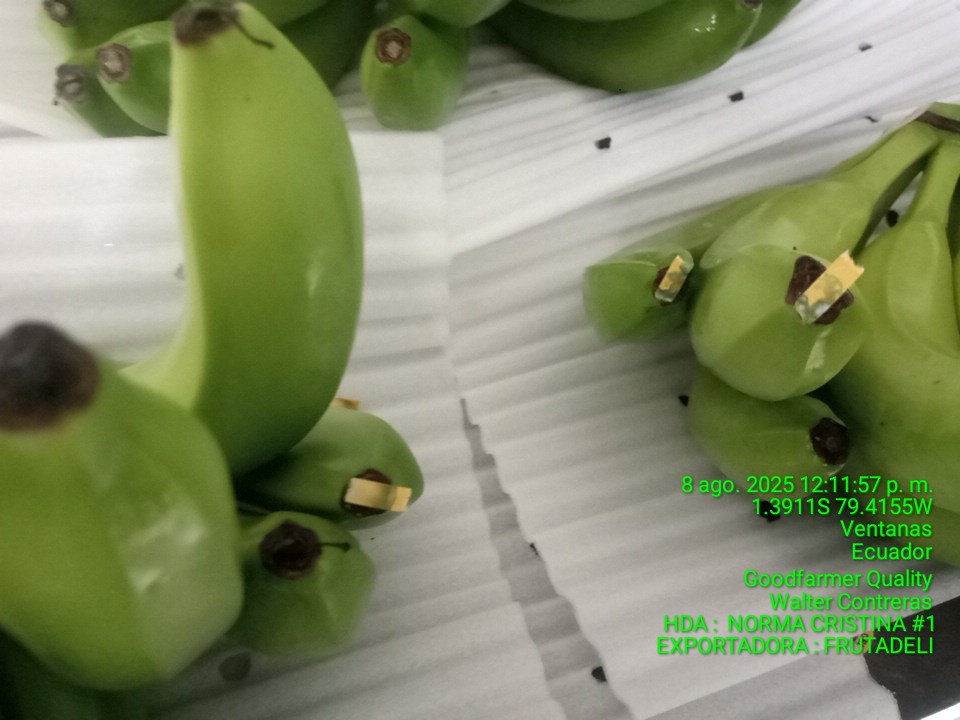 8 ago. 2025 12:11:57 p. m.
1.3911S 79.4155W
Ventanas
Ecuador
Goodfarmer Quality
Walter Contreras
HDA : NORMA CRISTINA #1
EXPORTADORA : FRUTADELI